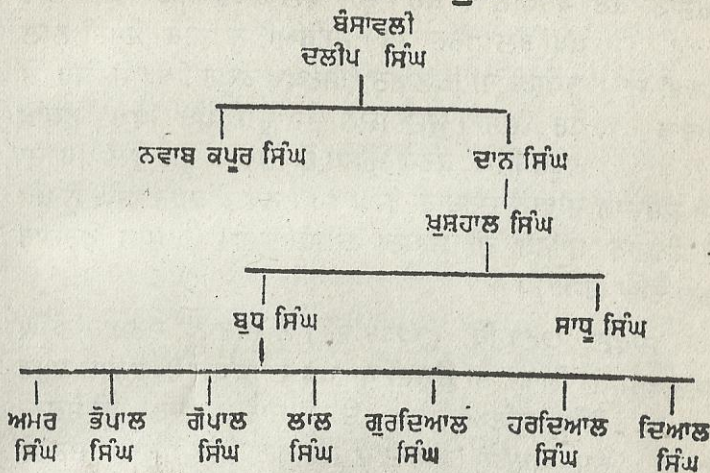 ਬੰਸਾਵਲੀ
ਦਲੀਪ ਸਿੰਘ
ਨਵਾਬ ਕਪੂਰ ਸਿੰਘ ਦਾਨ ਸਿੰਘ
ਖ਼ੁਸ਼ਹਾਲ ਸਿੰਘ
ਬੁਧ ਸਿੰਘ ਸਾਧੂ ਸਿੰਘ
ਅਮਰ ਭੋਪਾਲ ਗੋਪਾਲ ਲਾਲ ਗੁਰਦਿਆਲ ਹਰਦਿਆਲ ਦਿਆਲ
ਸਿੰਘ ਸਿੰਘ ਸਿੰਘ ਸਿੰਘ ਸਿੰਘ ਸਿੰਘ ਸਿੰਘ